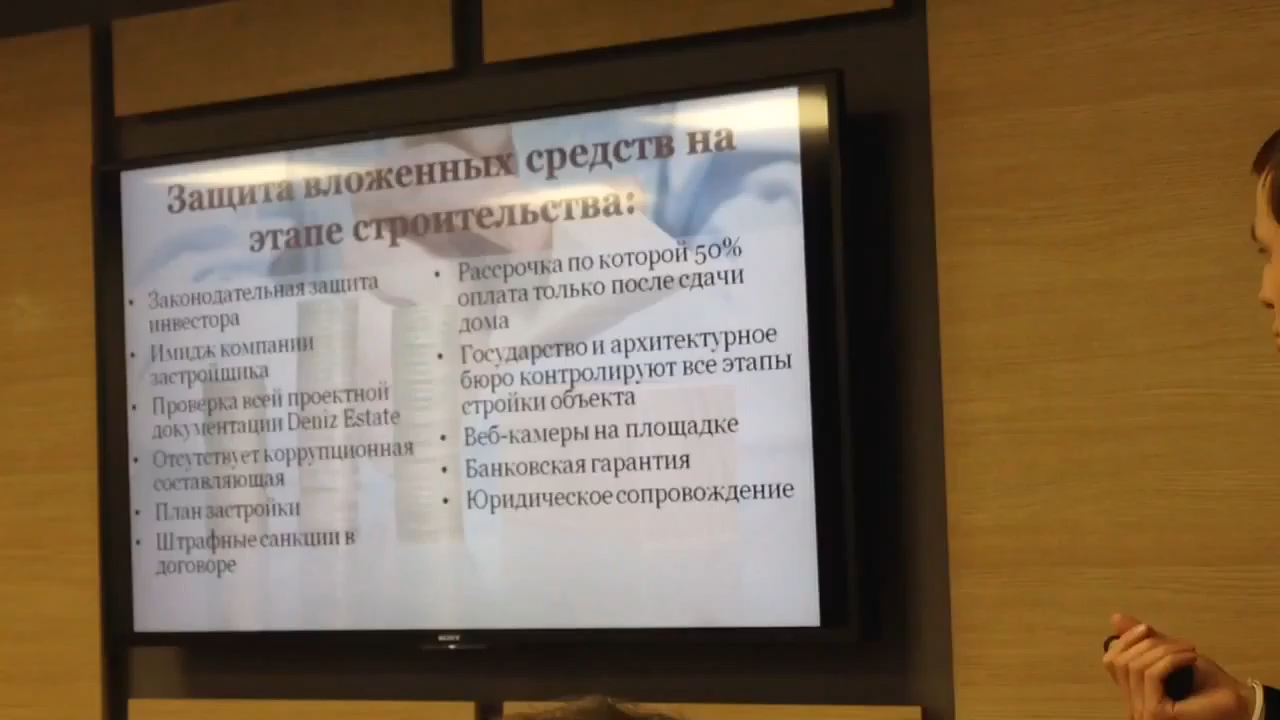 Защита вложенных средств на
этапе строительства:
• Законодательная защита
инвестора
• Имидж компании
застройщика
• Проверка всей проектной
документации Deniz Estate
• Отсутствует коррупционная
составляющая
• План застройки
• Штрафные санкции в
договоре
• Рассрочка по которой 50%
оплата только после сдачи
дома
• Государство и архитектурное
бюро контролируют все этапы
стройки объекта
• Веб-камеры на площадке
• Банковская гарантия
• Юридическое сопровождение
SONY